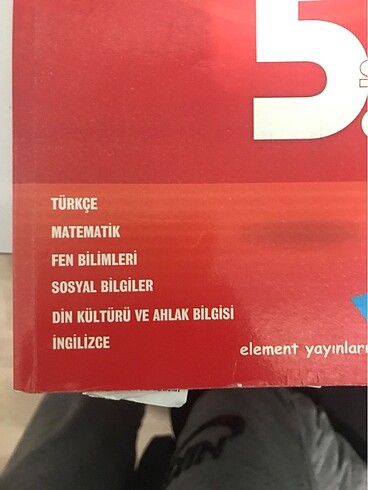 5.
TÜRKÇE
MATEMATİK
FEN BİLİMLERİ
SOSYAL BİLGİLER
DİN KÜLTÜRÜ VE AHLAK BİLGİSİ
İNGİLİZCE
element yayınları